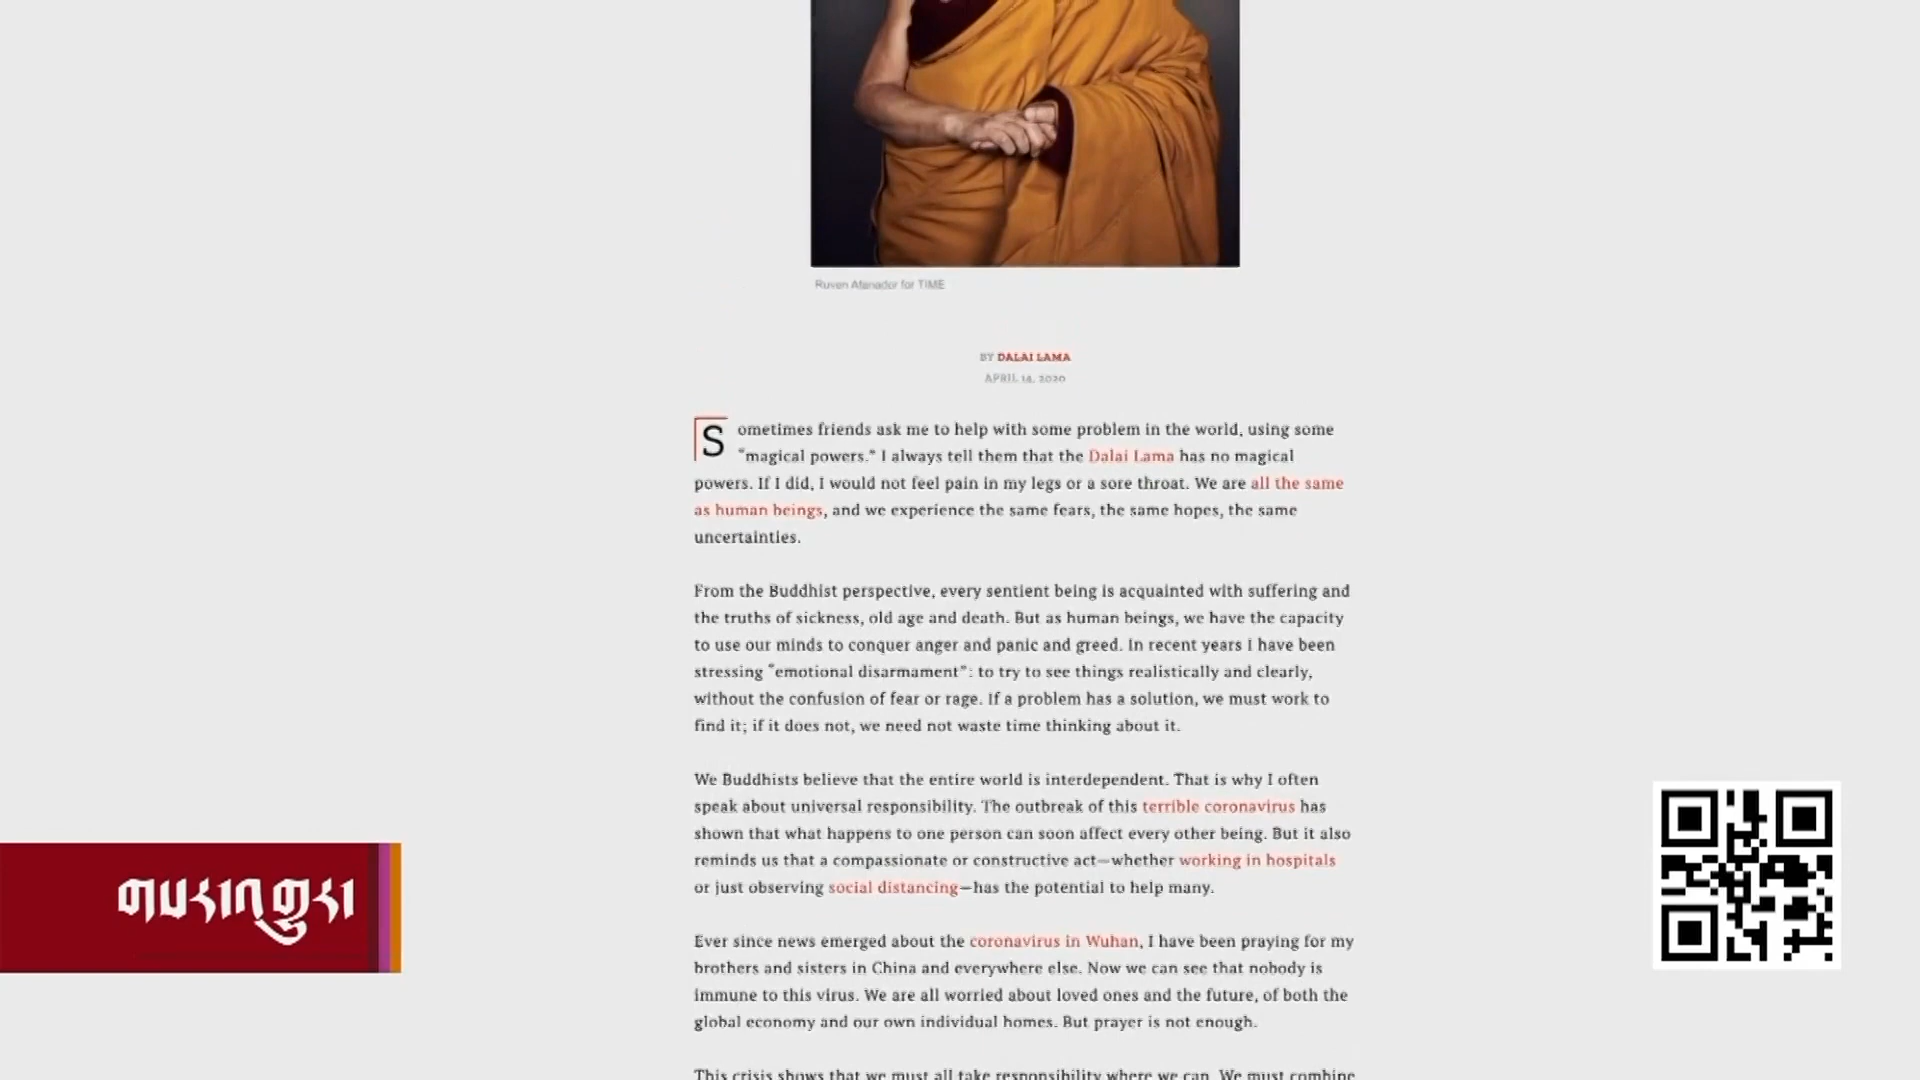 Ruven Afanador for TIME
BY DALAI LAMA
APRIL 14, 2020
Sometimes friends ask me to help with some problem in the world, using some
“magical powers.” I always tell them that the Dalai Lama has no magical
powers. If I did, I would not feel pain in my legs or a sore throat. We are all the same
as human beings, and we experience the same fears, the same hopes, the same
uncertainties.
From the Buddhist perspective, every sentient being is acquainted with suffering and
the truths of sickness, old age and death. But as human beings, we have the capacity
to use our minds to conquer anger and panic and greed. In recent years I have been
stressing “emotional disarmament”: to try to see things realistically and clearly,
without the confusion of fear or rage. If a problem has a solution, we must work to
find it; if it does not, we need not waste time thinking about it.
We Buddhists believe that the entire world is interdependent. That is why I often
speak about universal responsibility. The outbreak of this terrible coronavirus has
shown that what happens to one person can soon affect every other being. But it also
reminds us that a compassionate or constructive act—whether working in hospitals
or just observing social distancing—has the potential to help many.
Ever since news emerged about the coronavirus in Wuhan, I have been praying for my
brothers and sisters in China and everywhere else. Now we can see that nobody is
immune to this virus. We are all worried about loved ones and the future, of both the
global economy and our own individual homes. But prayer is not enough.
This crisis shows that we must all take responsibility where we can. We must combine